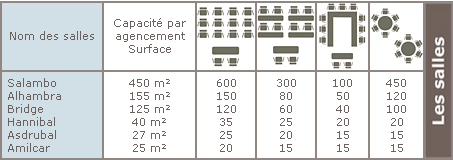 Nom des salles
Capacité par
agencement
Surface
Salambo 450 m² 600 300 100 450
Alhambra 155 m² 150 80 50 120
Bridge 125 m² 120 60 40 100
Hannibal 40 m² 35 25 20 20
Asdrubal 27 m² 25 20 15 15
Amilcar 25 m² 20 15 15 15
Les salles